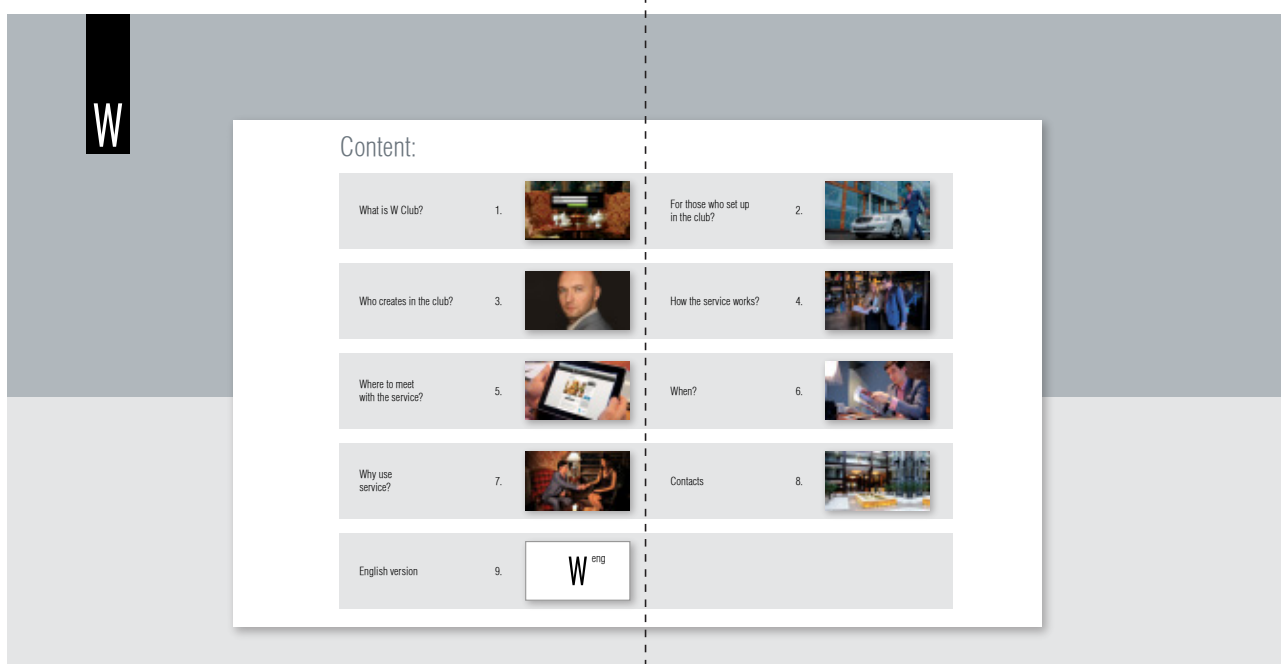 W
Content:
What is W Club?
1.
For those who set up
in the club?
2.
Who creates in the club?
3.
How the service works?
4.
Where to meet
with the service?
5.
When?
6.
Why use
service?
7.
Contacts
8.
English version
9.
W eng